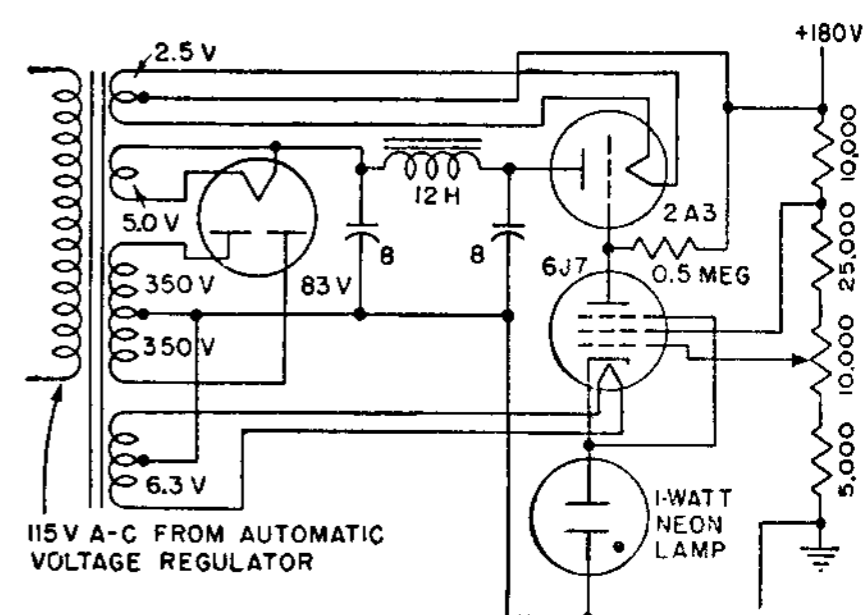 2.5 V
+180V
10,000
12 H
2 A3
5.0 V
8
8
6J7
0.5 MEG
25,000
350 V
83 V
350 V
10,000
6.3 V
5,000
1-WATT
NEON
LAMP
115 V A-C FROM AUTOMATIC
VOLTAGE REGULATOR